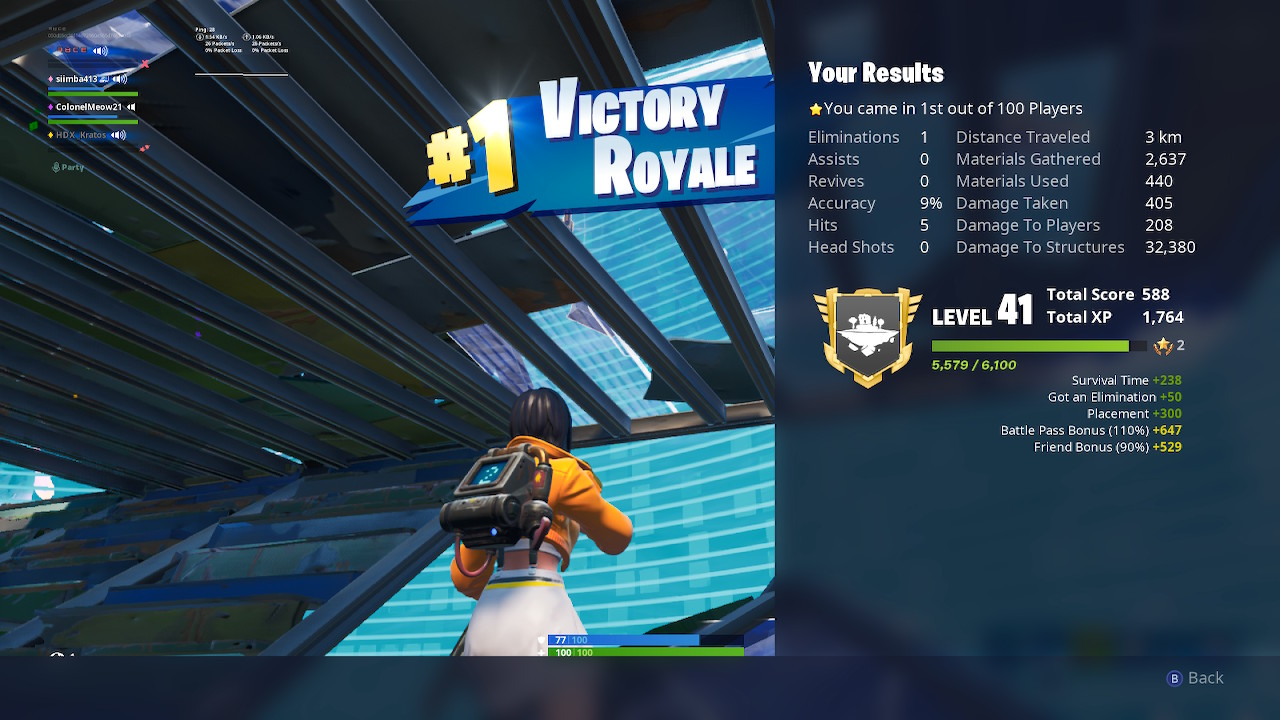 Ping: 28
siimba413
ColonelMeow21
HDX_Kratos
Party
#1 VICTORY
ROYALE
Your Results
You came in 1st out of 100 Players
Eliminations 1 Distance Traveled 3 km
Assists 0 Materials Gathered 2,637
Revives 0 Materials Used 440
Accuracy 9% Damage Taken 405
Hits 5 Damage To Players 208
Head Shots 0 Damage To Structures 32,380
LEVEL 41
Total Score 588
Total XP 1,764
2
5,579 / 6,100
Survival Time +238
Got an Elimination +50
Placement +300
Battle Pass Bonus (110%) +647
Friend Bonus (90%) +529
77 | 100
100 | 100
B Back